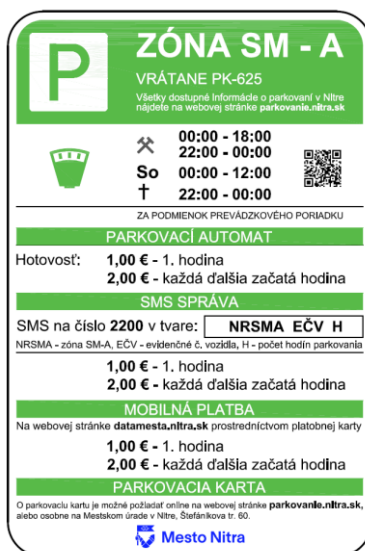 P
ZÓNA SM - A
VRÁTANE PK-625
Všetky dostupné Informácie o parkovaní v Nitre
nájdete na webovej stránke parkovanie.nitra.sk
00:00 - 18:00
22:00 - 00:00
So 00:00 - 12:00
† 22:00 - 00:00
ZA PODMIENOK PREVÁDZKOVÉHO PORIADKU
PARKOVACÍ AUTOMAT
Hotovosť: 1,00 € - 1. hodina
2,00 € - každá ďalšia začatá hodina
SMS SPRÁVA
SMS na číslo 2200 v tvare: NRSMA EČV H
NRSMA - zóna SM-A, EČV - evidenčné č. vozidla, H - počet hodín parkovania
1,00 € - 1. hodina
2,00 € - každá ďalšia začatá hodina
MOBILNÁ PLATBA
Na webovej stránke datamesta.nitra.sk prostredníctvom platobnej karty
1,00 € - 1. hodina
2,00 € - každá ďalšia začatá hodina
PARKOVACIA KARTA
O parkovaciu kartu je možné požiadať online na webovej stránke parkovanie.nitra.sk,
alebo osobne na Mestskom úrade v Nitre, Štefánikova tr. 60.
Mesto Nitra